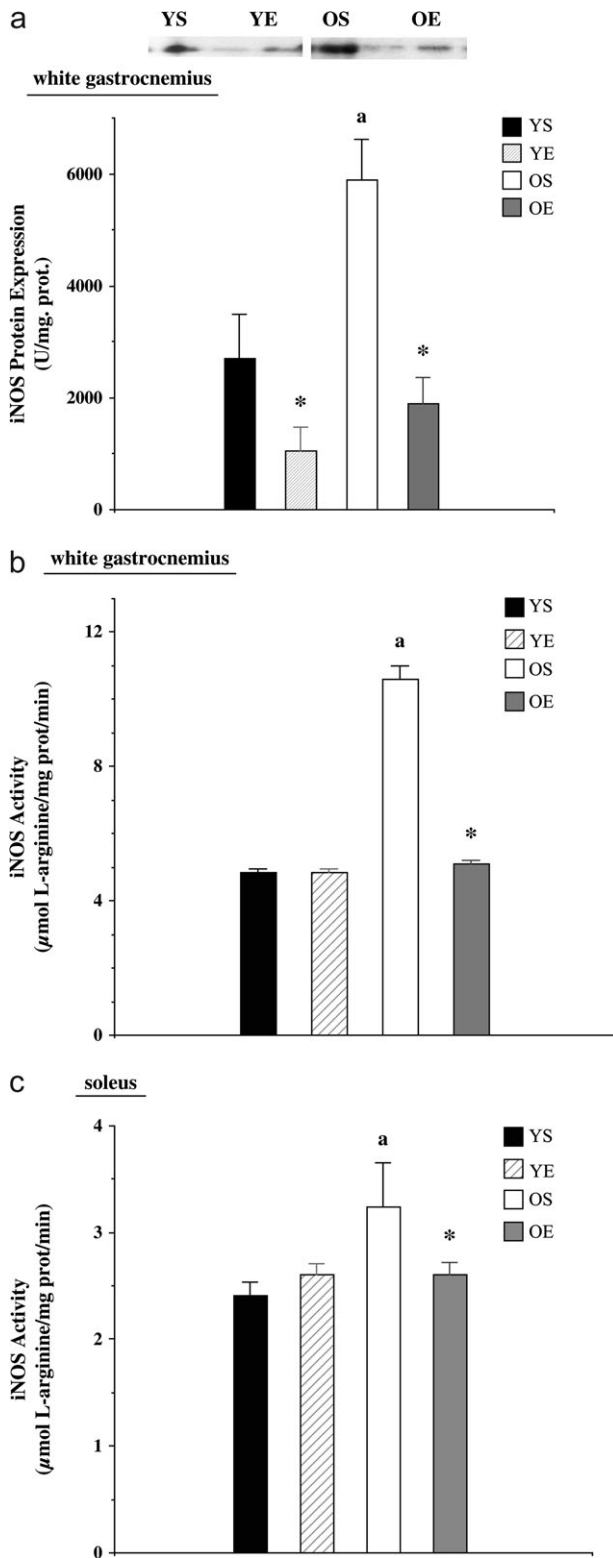 a
YS YE OS OE
white gastrocnemius
a
YS
YE
OS
OE
6000
4000
2000
0
*
*
iNOS Protein Expression
(U/mg. prot.)
b
white gastrocnemius
a
YS
YE
OS
OE
12
8
4
0
*
iNOS Activity
(µmol L-arginine/mg prot/min)
c
soleus
a
YS
YE
OS
OE
4
3
2
1
0
*
iNOS Activity
(µmol L-arginine/mg prot/min)